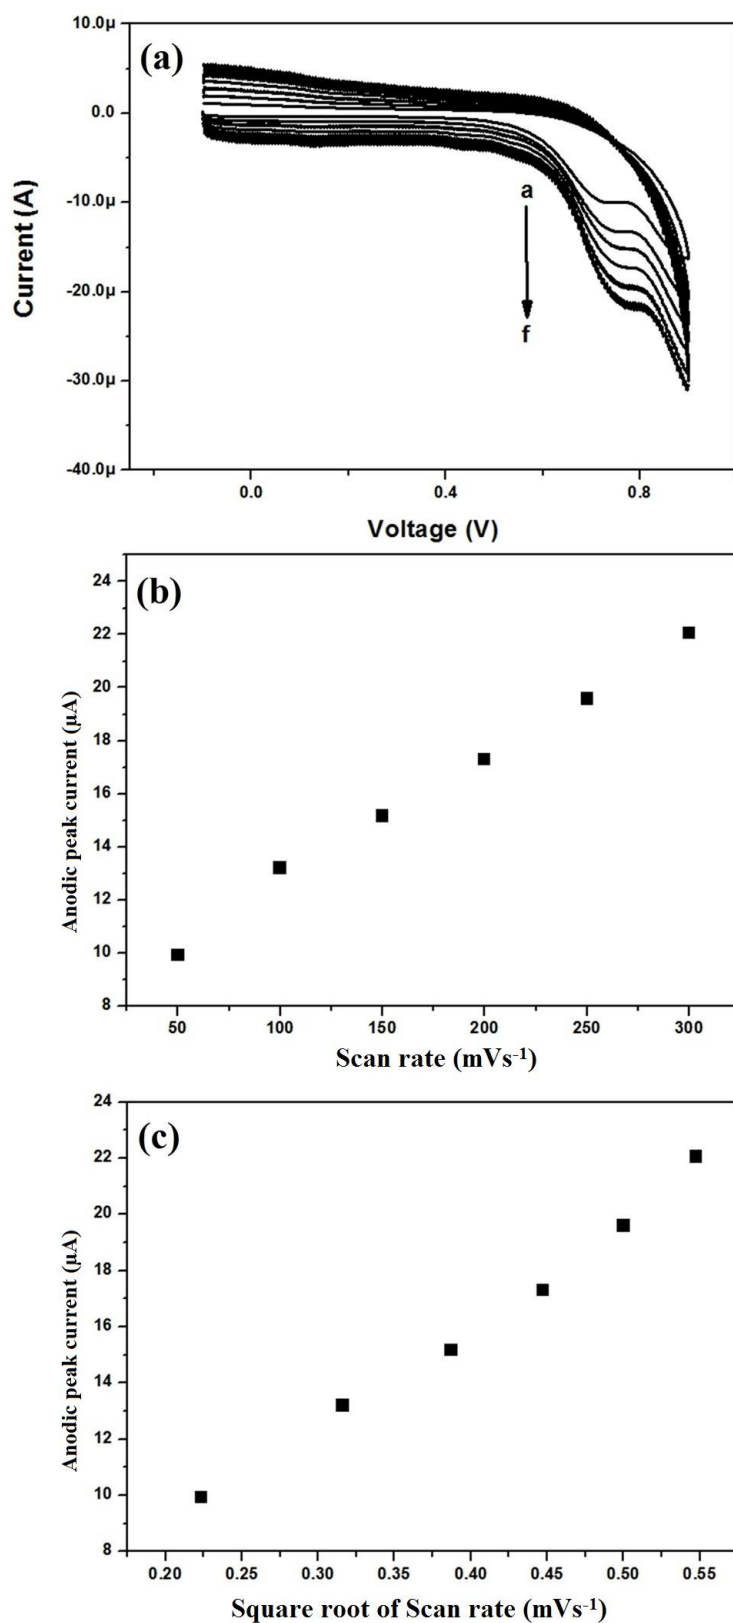 (a)
10.0μ
0.0
-10.0μ
-20.0μ
-30.0μ
-40.0μ
Current (A)
a
f
0.0 0.4 0.8
Voltage (V)
(b)
24
22
20
18
16
14
12
10
8
Anodic peak current (μA)
50 100 150 200 250 300
Scan rate (mVs⁻¹)
(c)
24
22
20
18
16
14
12
10
8
Anodic peak current (μA)
0.20 0.25 0.30 0.35 0.40 0.45 0.50 0.55
Square root of Scan rate (mVs⁻¹)